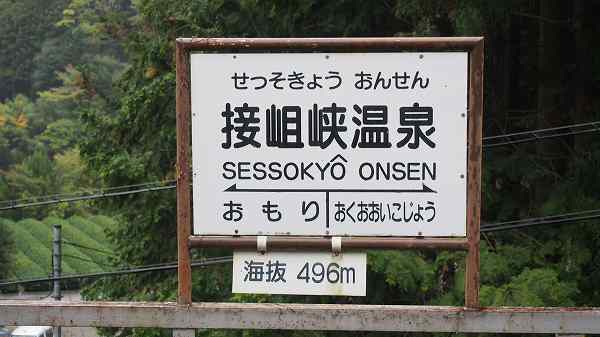 せっそきょう おんせん
接岨峡温泉
SESSOKYÔ ONSEN
おもり おくおおいこじょう
海抜 496m